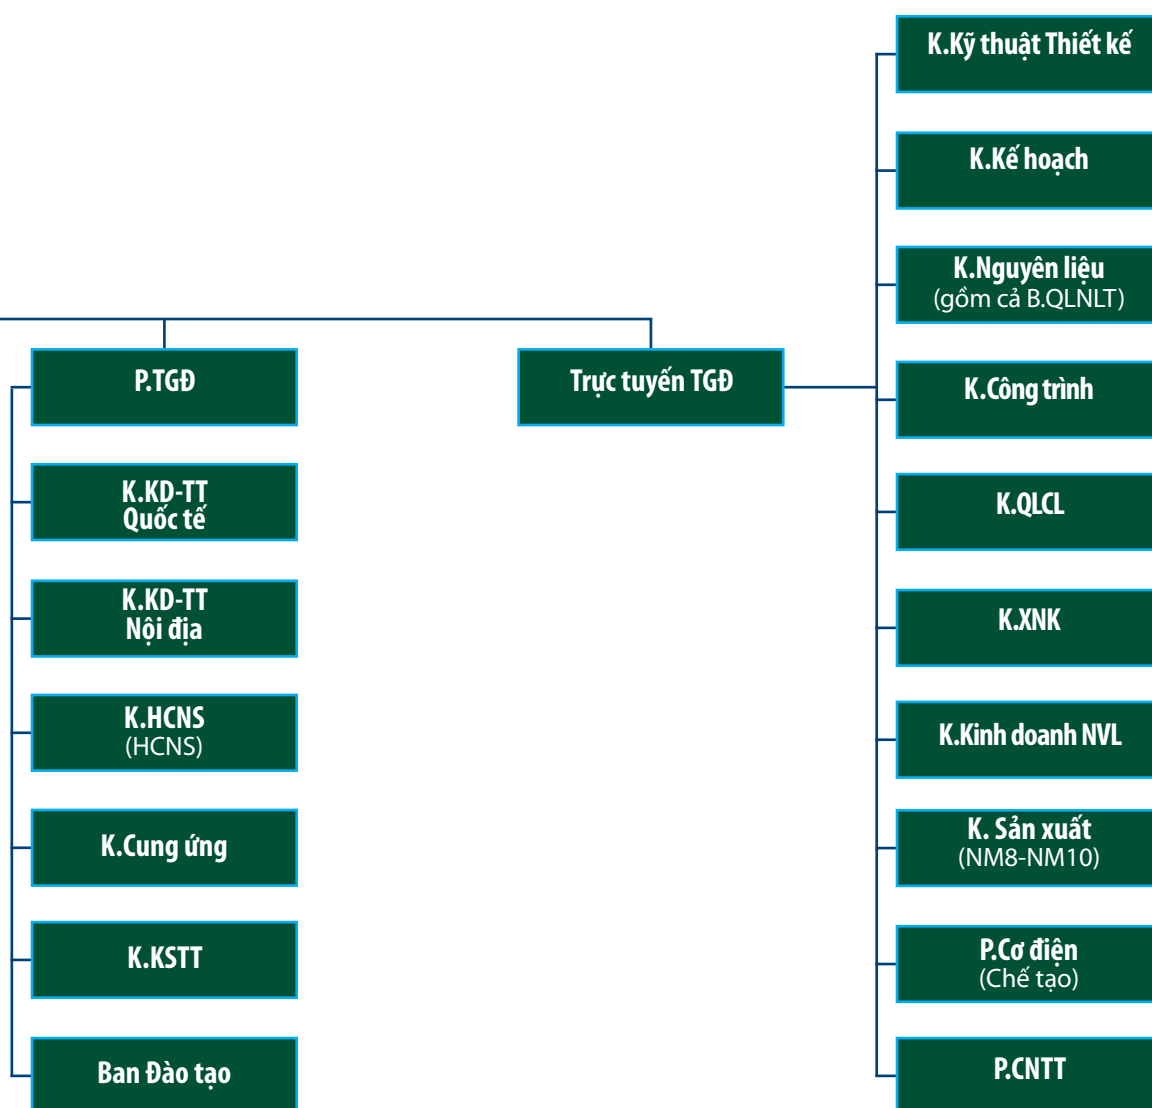 P.TGĐ
K.KD-TT
Quốc tế
K.KD-TT
Nội địa
K.HCNS
(HCNS)
K.Cung ứng
K.KSTT
Ban Đào tạo
Trực tuyến TGĐ
K.Kỹ thuật Thiết kế
K.Kế hoạch
K.Nguyên liệu
(gồm cả B.QLNLT)
K.Công trình
K.QLCL
K.XNK
K.Kinh doanh NVL
K. Sản xuất
(NM8-NM10)
P.Cơ điện
(Chế tạo)
P.CNTT